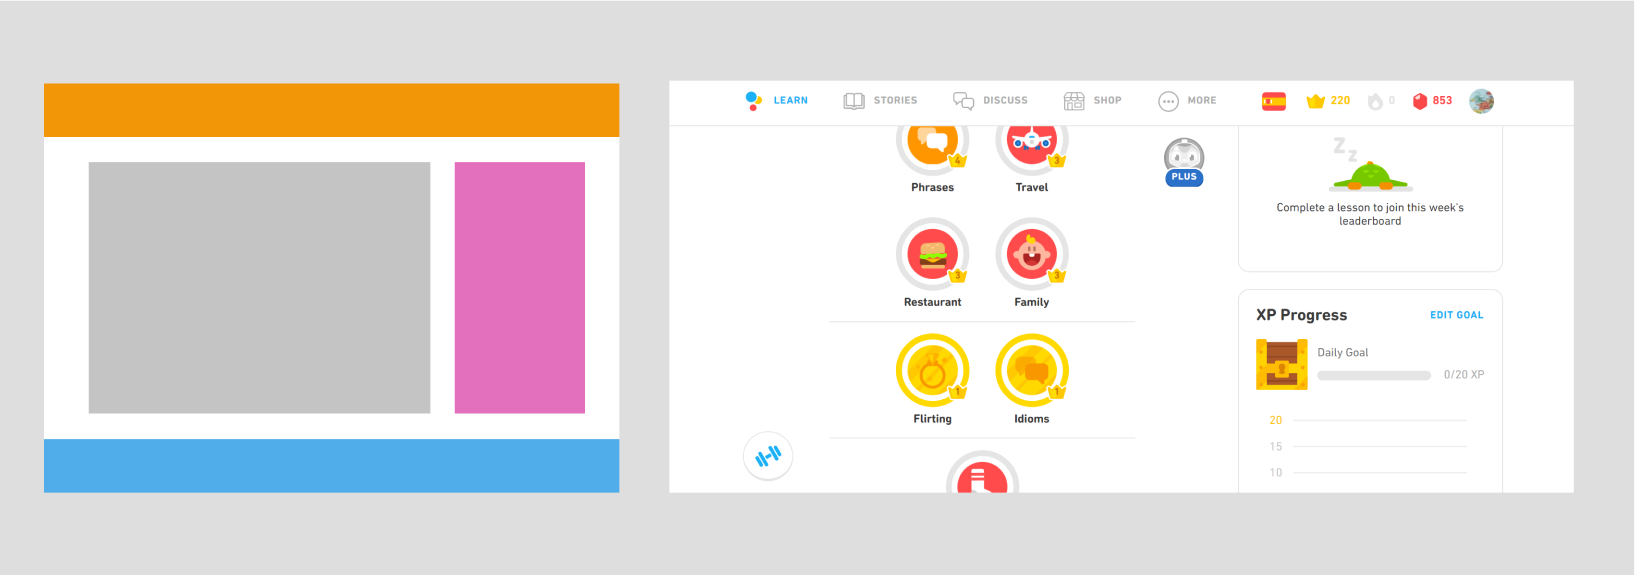 LEARN
STORIES
DISCUSS
SHOP
MORE
220
0
853
4
3
Phrases
Travel
PLUS
Z
Z
Complete a lesson to join this week's
leaderboard
3
3
Restaurant
Family
1
1
Flirting
Idioms
XP Progress
EDIT GOAL
Daily Goal
0/20 XP
20
15
10